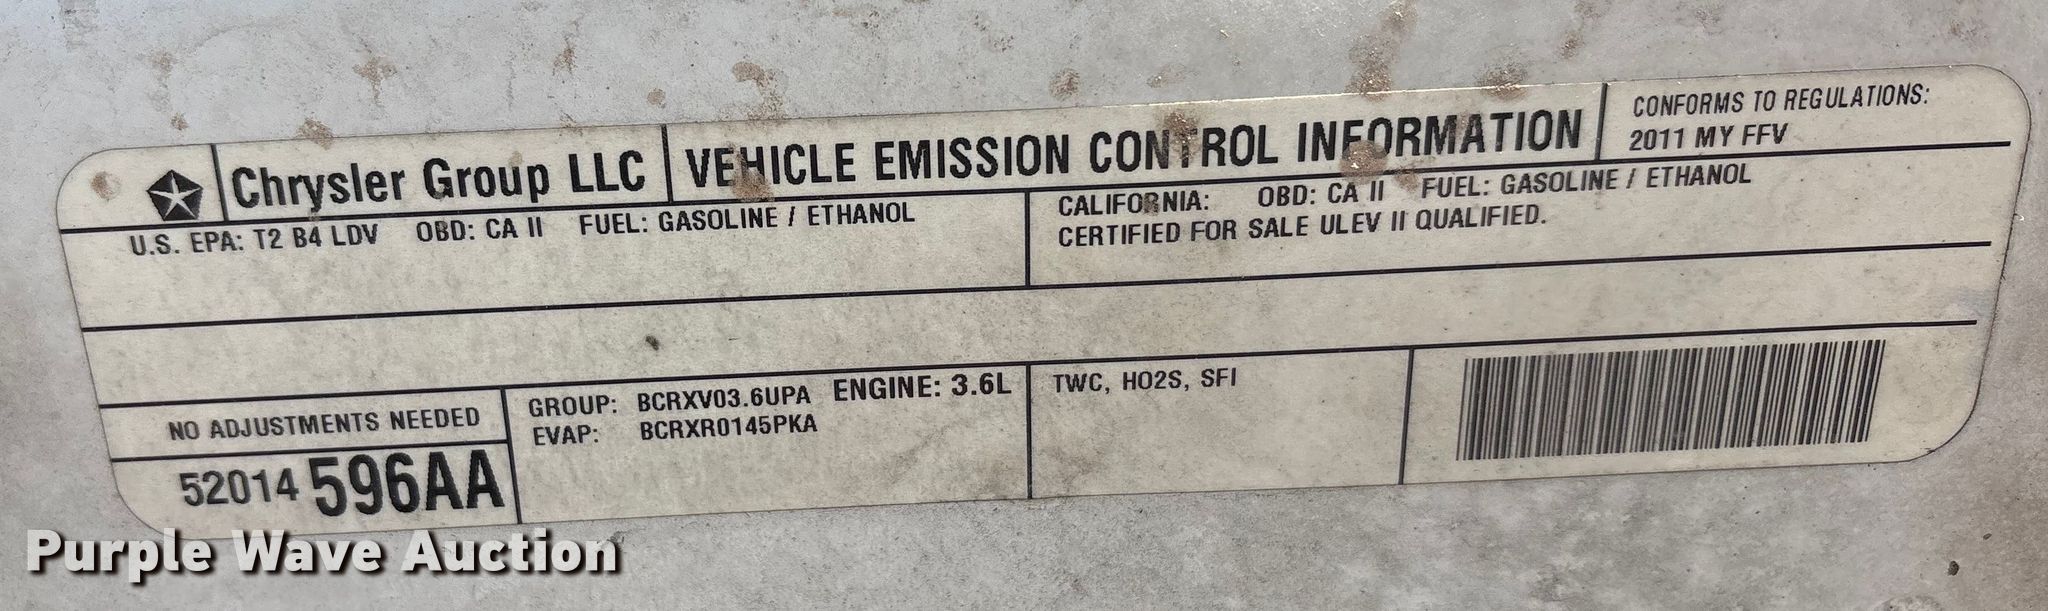 Chrysler Group LLC
VEHICLE EMISSION CONTROL INFORMATION
CONFORMS TO REGULATIONS:
2011 MY FFV
U.S. EPA: T2 B4 LDV OBD: CA II FUEL: GASOLINE / ETHANOL
CALIFORNIA: OBD: CA II FUEL: GASOLINE / ETHANOL
CERTIFIED FOR SALE ULEV II QUALIFIED.
NO ADJUSTMENTS NEEDED
52014 596AA
GROUP: BCRXV03.6UPA ENGINE: 3.6L
EVAP: BCRXR0145PKA
TWC, HO2S, SFI
Purple Wave Auction